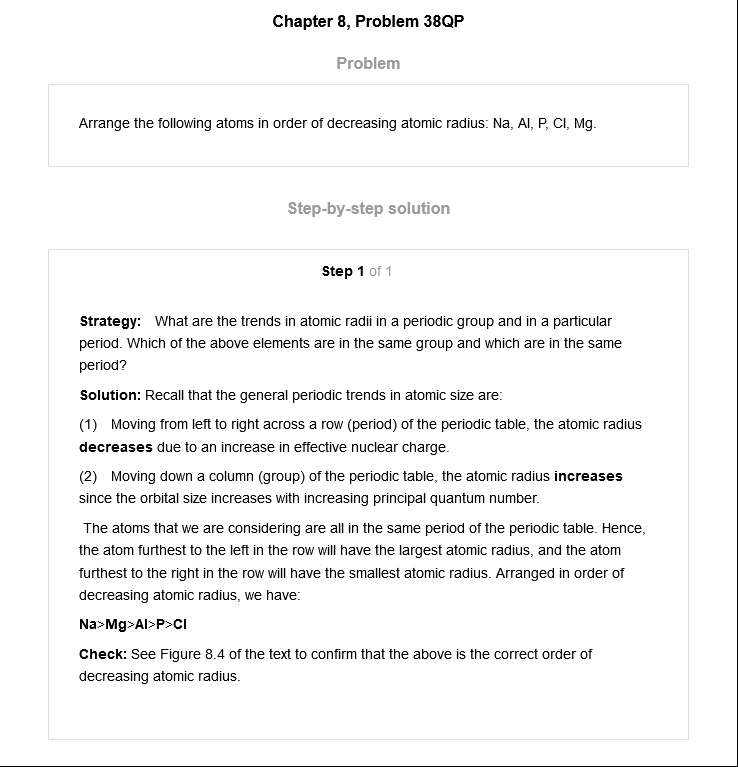 Chapter 8, Problem 38QP
Problem
Arrange the following atoms in order of decreasing atomic radius: Na, Al, P, Cl, Mg.
Step-by-step solution
Step 1 of 1
Strategy: What are the trends in atomic radii in a periodic group and in a particular
period. Which of the above elements are in the same group and which are in the same
period?
Solution: Recall that the general periodic trends in atomic size are:
(1) Moving from left to right across a row (period) of the periodic table, the atomic radius
decreases due to an increase in effective nuclear charge.
(2) Moving down a column (group) of the periodic table, the atomic radius increases
since the orbital size increases with increasing principal quantum number.
The atoms that we are considering are all in the same period of the periodic table. Hence,
the atom furthest to the left in the row will have the largest atomic radius, and the atom
furthest to the right in the row will have the smallest atomic radius. Arranged in order of
decreasing atomic radius, we have:
Na>Mg>Al>P>Cl
Check: See Figure 8.4 of the text to confirm that the above is the correct order of
decreasing atomic radius.